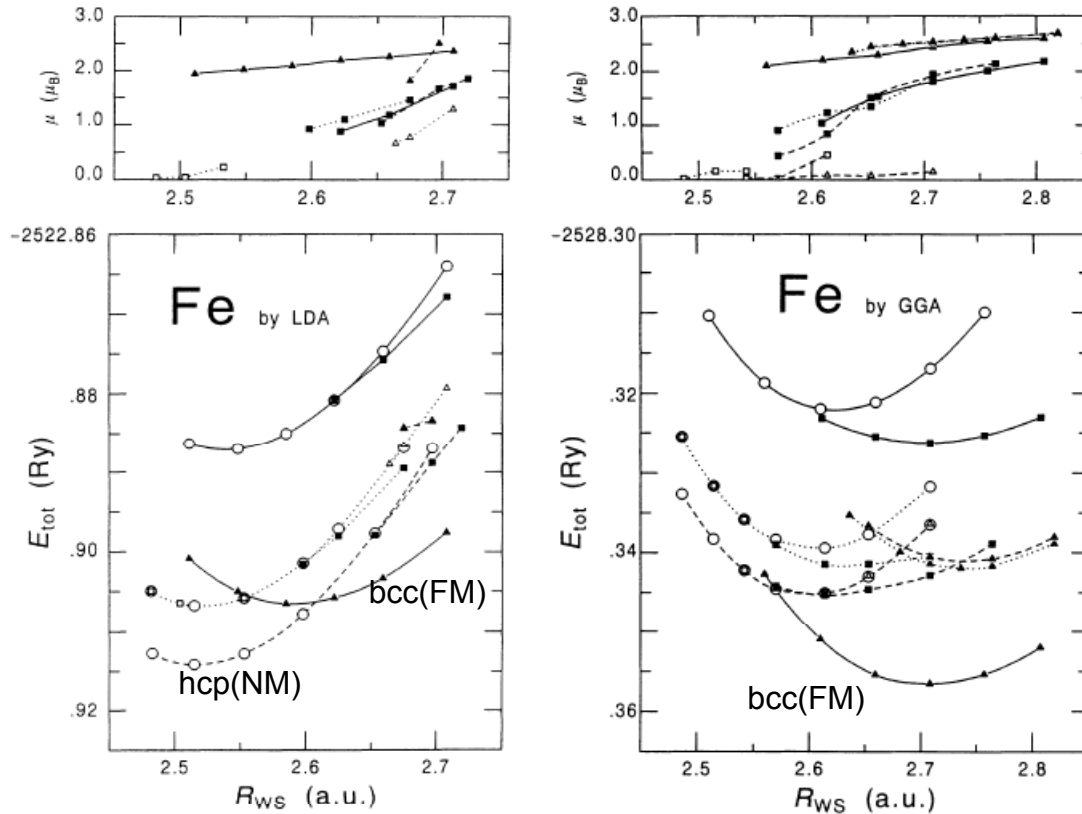 3.0
2.0
1.0
0.0
μ (μB)
2.5
2.6
2.7
3.0
2.0
1.0
0.0
μ (μB)
2.5
2.6
2.7
2.8
−2522.86
.88
.90
.92
Etot (Ry)
Fe by LDA
bcc(FM)
hcp(NM)
2.5
2.6
2.7
RWS (a.u.)
−2528.30
.32
.34
.36
Etot (Ry)
Fe by GGA
bcc(FM)
2.5
2.6
2.7
2.8
RWS (a.u.)